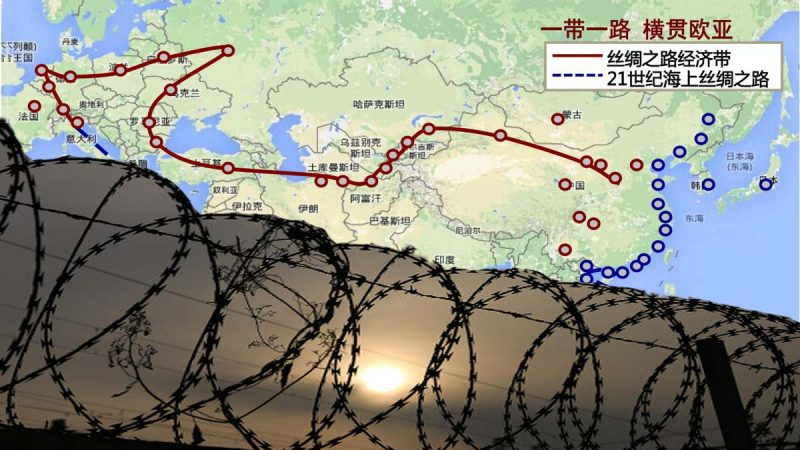 一带一路 横贯欧亚
丝绸之路经济带
21世纪海上丝绸之路
丹麦
王国
法国
奥地利
意大利
乌克兰
哈萨克斯坦
蒙古
乌兹别克
斯坦
吉尔吉斯
斯坦
土库曼斯坦
土耳其
叙利亚
伊拉克
伊朗
阿富汗
巴基斯坦
尼泊尔
印度
中国
韩国
日本
日本海
(东海)
东海